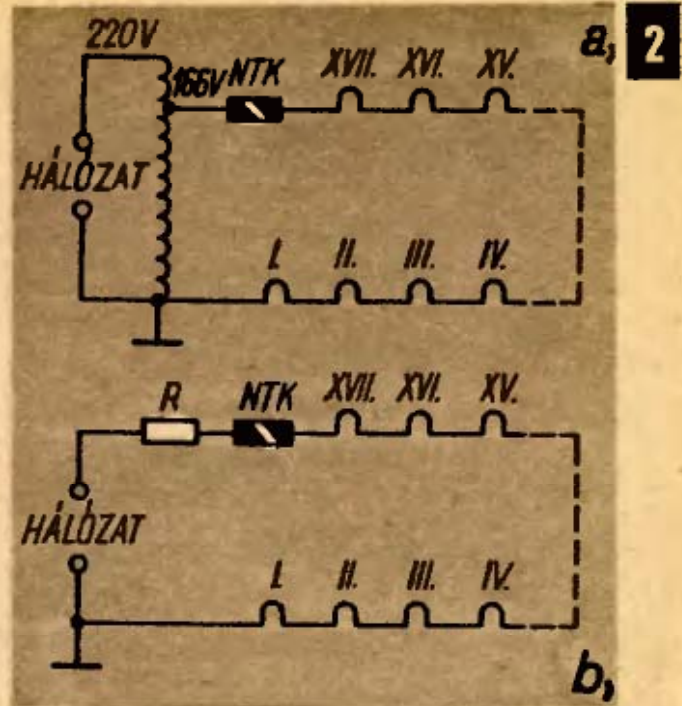 220V
a, 2
166V NTK XVII. XVI. XV.
HÁLÓZAT
I. II. III. IV.
R NTK XVII. XVI. XV.
HÁLÓZAT
I. II. III. IV.
b,